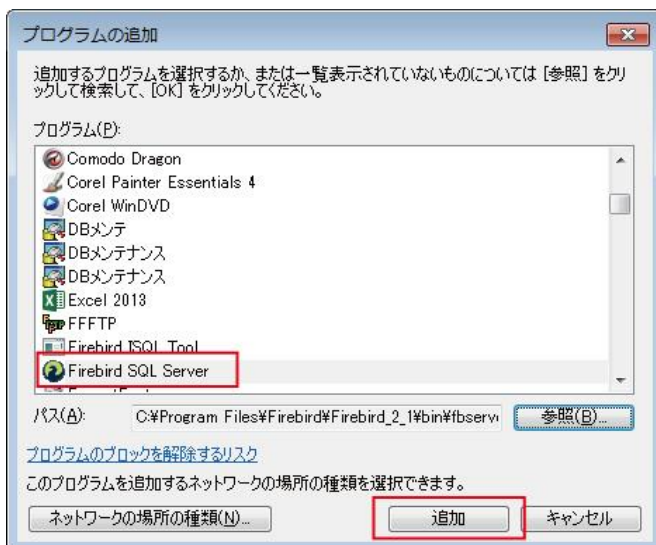 プログラムの追加
追加するプログラムを選択するか、または一覧表示されていないものについては [参照] をクリ
ックして検索して、[OK] をクリックしてください。
プログラム(P):
Comodo Dragon
Corel Painter Essentials 4
Corel WinDVD
DBメンテ
DBメンテナンス
DBメンテナンス
Excel 2013
FFFTP
Firebird ISQL Tool
Firebird SQL Server
パス(A):
C:¥Program Files¥Firebird¥Firebird_2_1¥bin¥fbserv
参照(B)...
プログラムのブロックを解除するリスク
このプログラムを追加するネットワークの場所の種類を選択できます。
ネットワークの場所の種類(N)...
追加
キャンセル